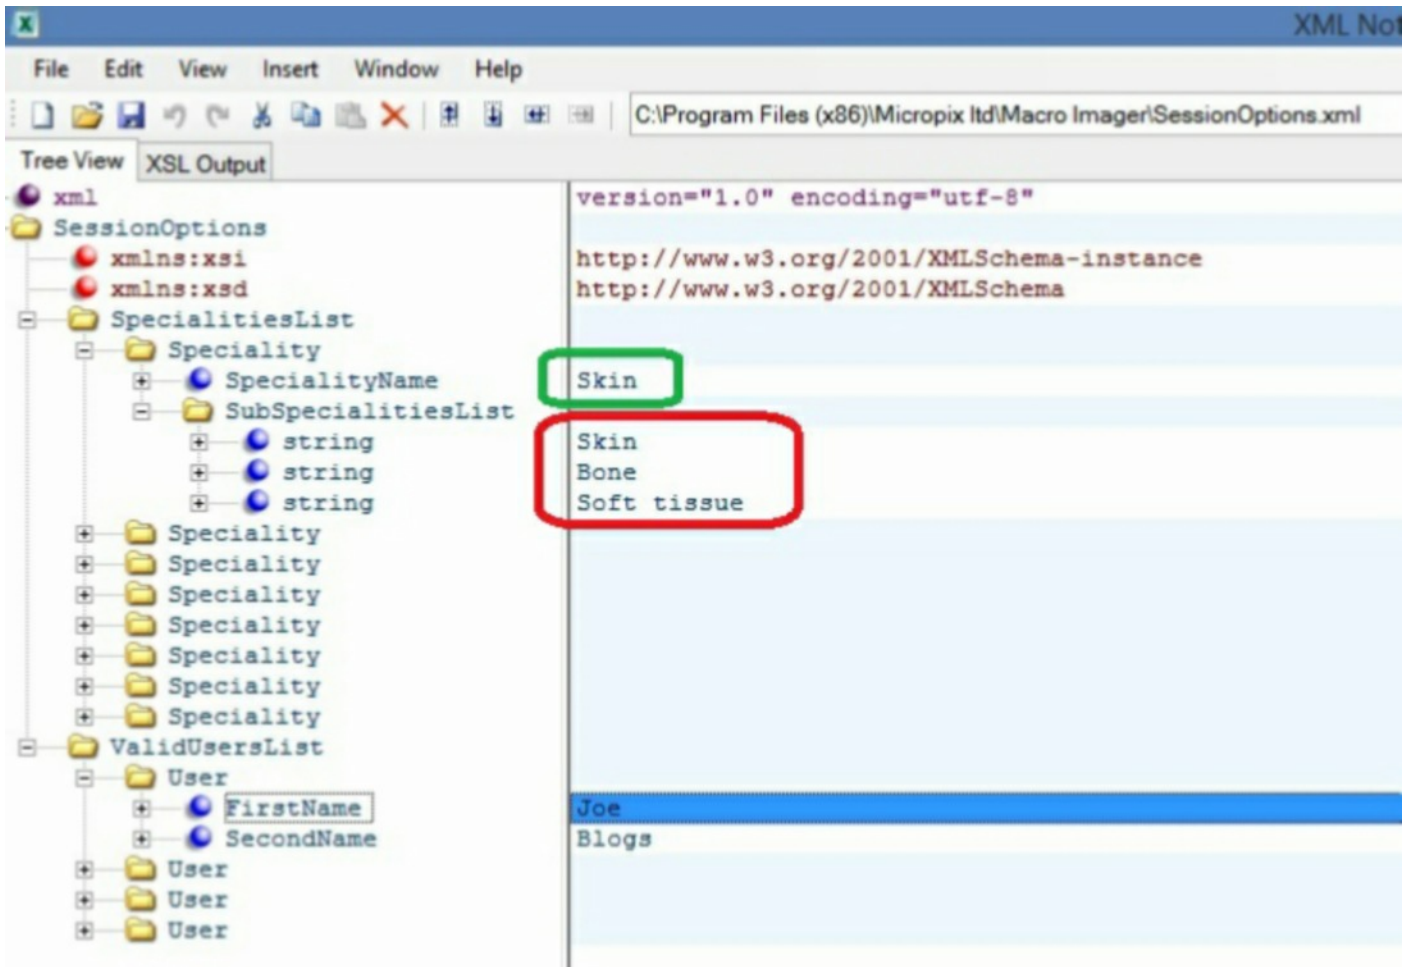 XML Not
File Edit View Insert Window Help
C:\Program Files (x86)\Micropix ltd\Macro Imager\SessionOptions.xml
Tree View XSL Output
xml version="1.0" encoding="utf-8"
SessionOptions
xmlns:xsi http://www.w3.org/2001/XMLSchema-instance
xmlns:xsd http://www.w3.org/2001/XMLSchema
SpecialitiesList
Speciality
SpecialityName Skin
SubSpecialitiesList
string Skin
string Bone
string Soft tissue
Speciality
Speciality
Speciality
Speciality
Speciality
Speciality
Speciality
ValidUsersList
User
FirstName Joe
SecondName Blogs
User
User
User